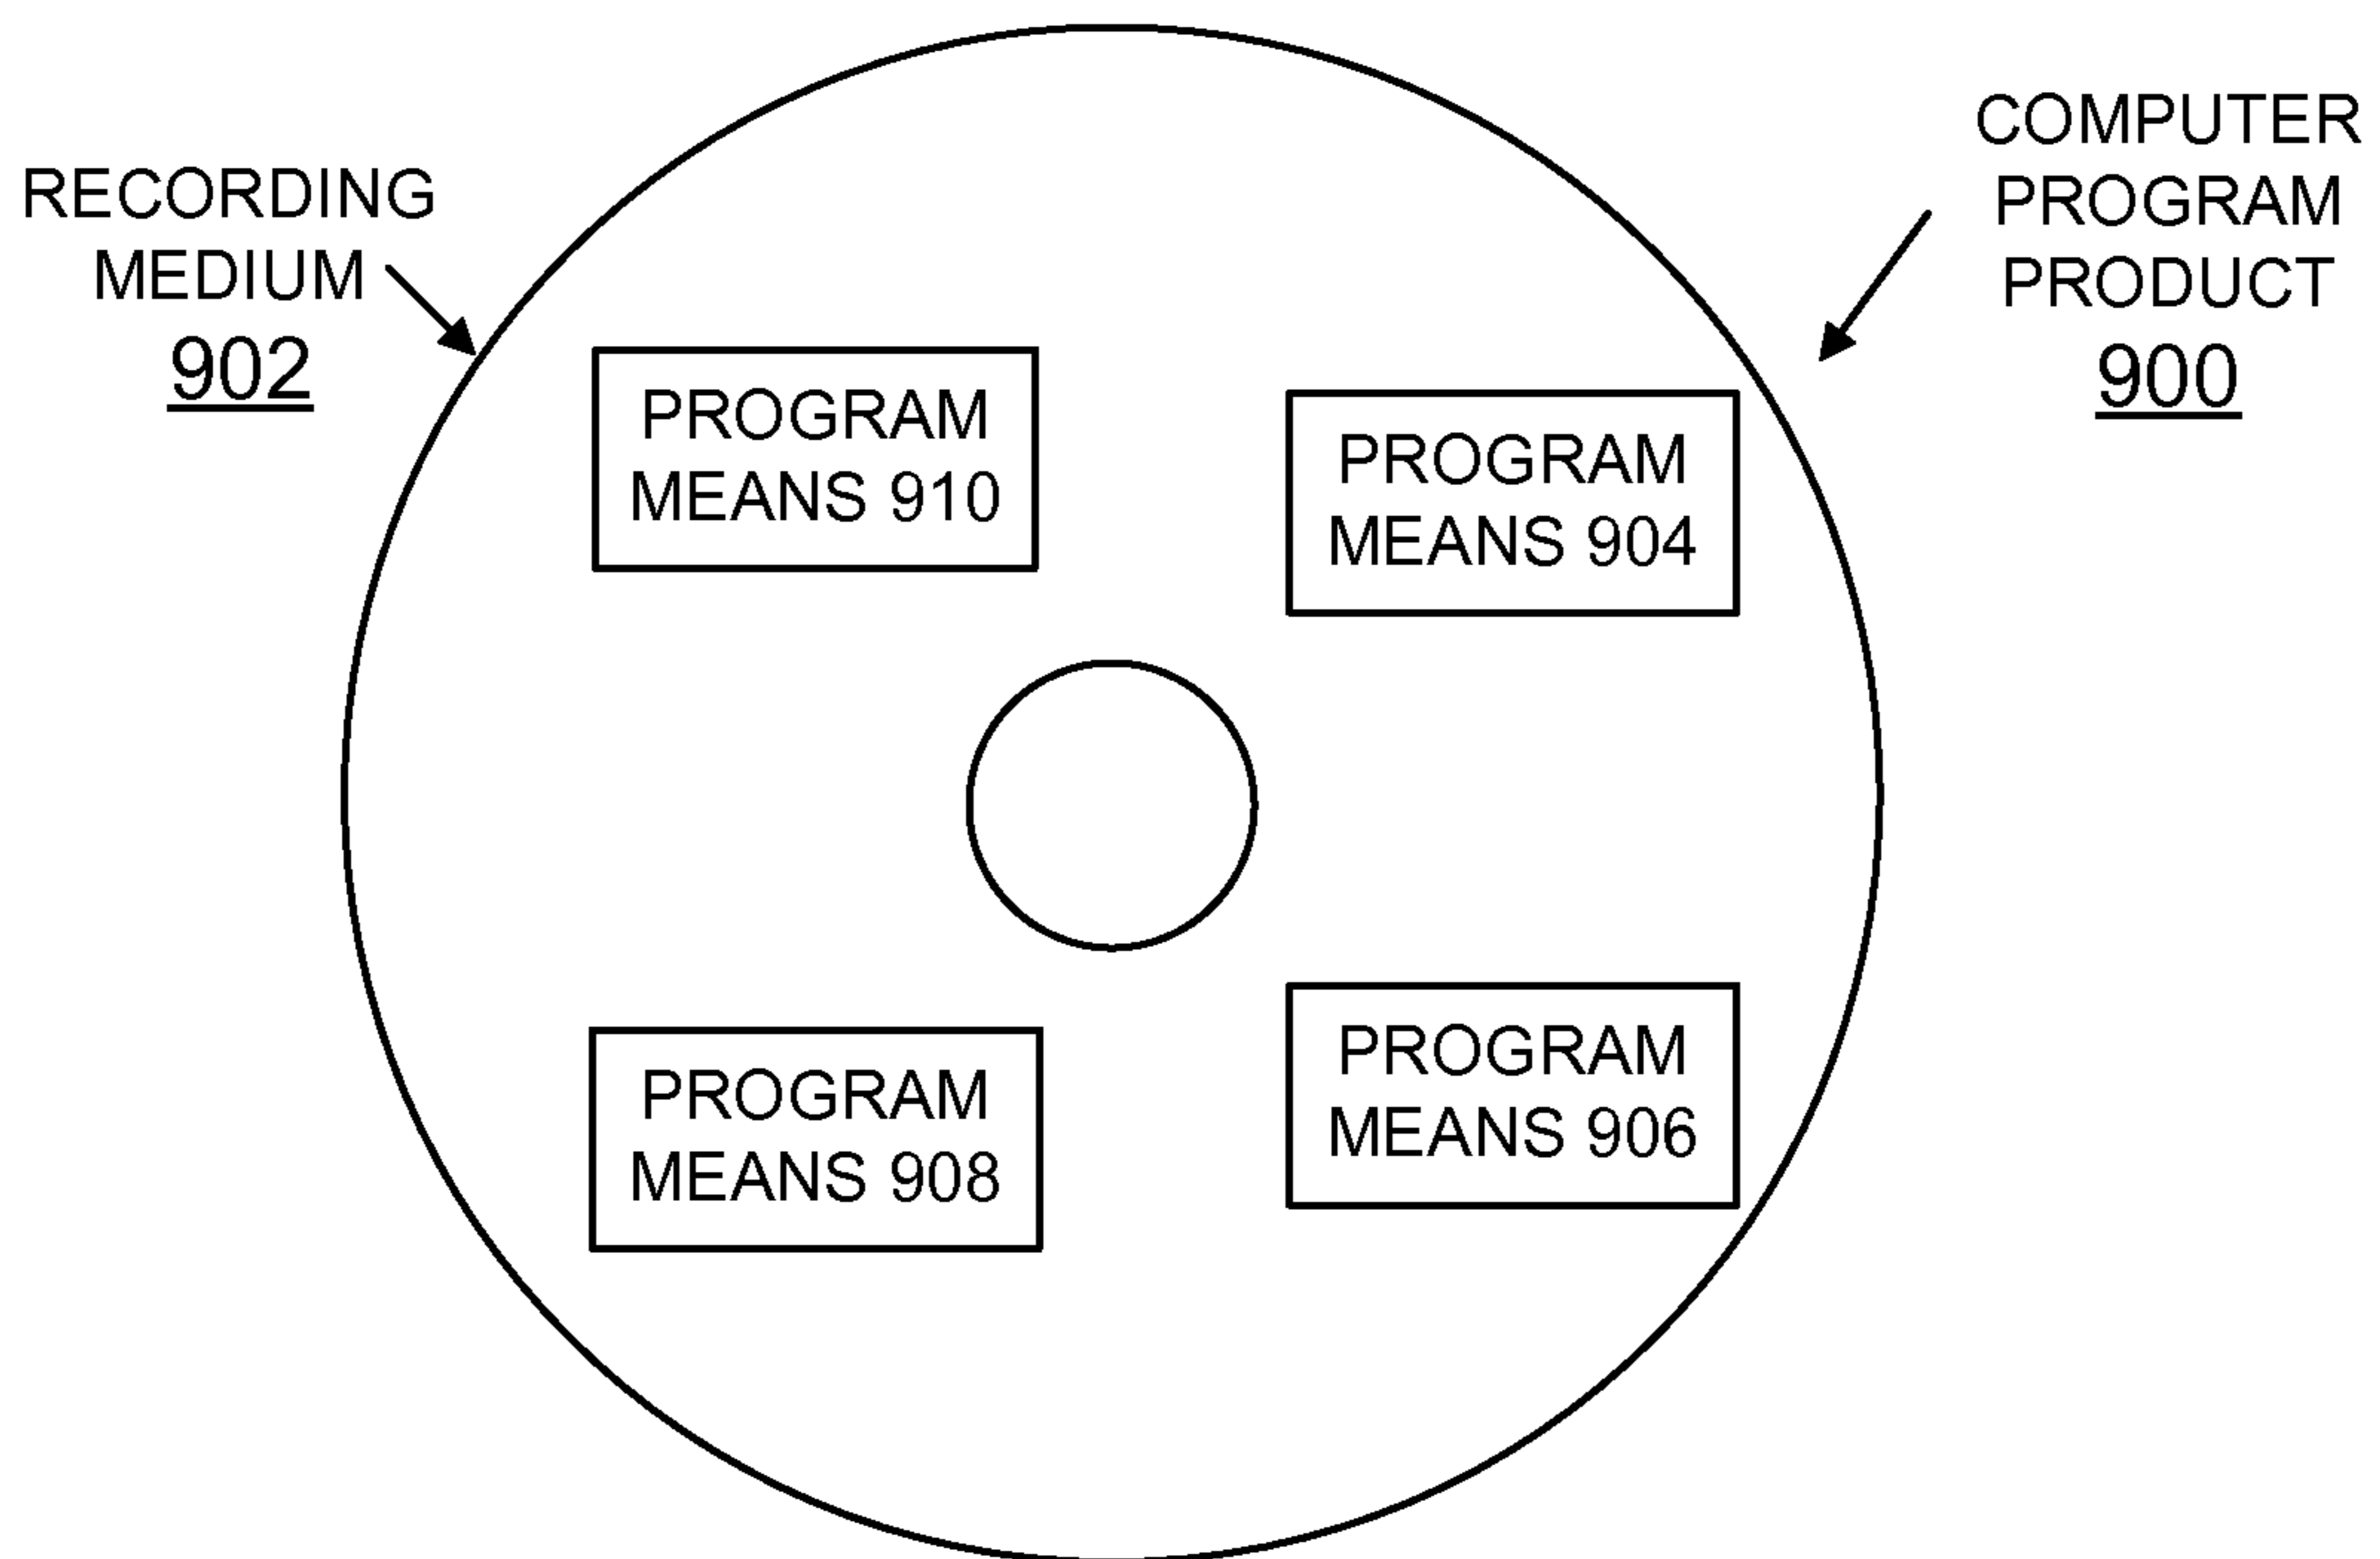 RECORDING
MEDIUM
902
COMPUTER
PROGRAM
PRODUCT
900
PROGRAM
MEANS 910
PROGRAM
MEANS 904
PROGRAM
MEANS 908
PROGRAM
MEANS 906